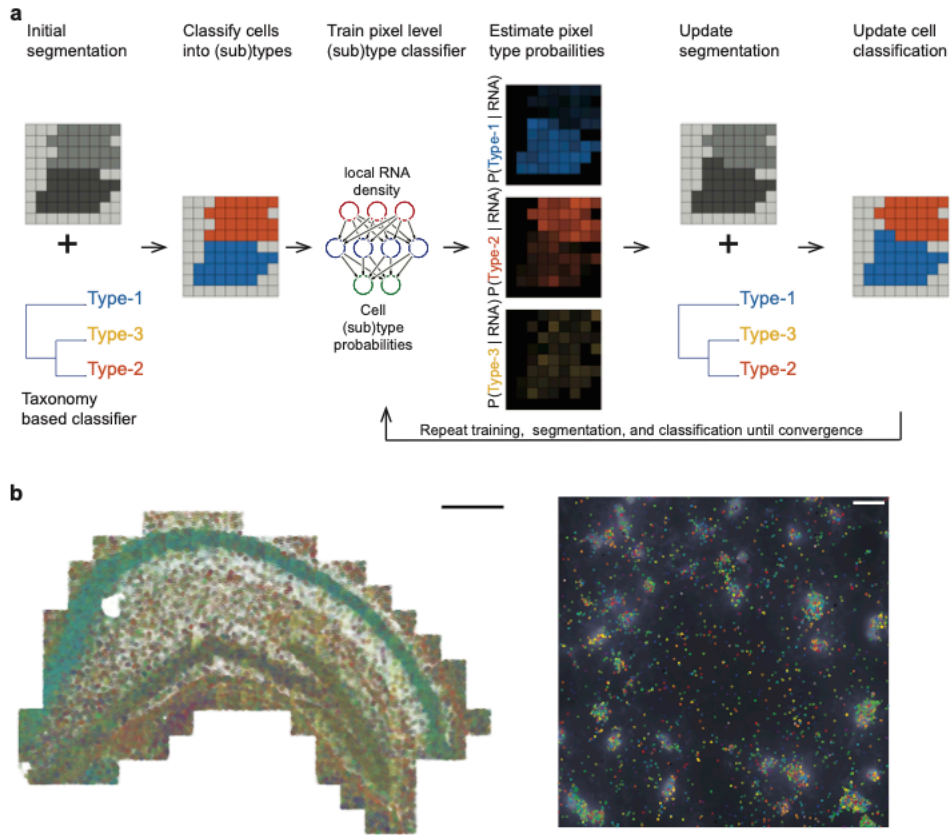 a
Initial
segmentation
Classify cells
into (sub)types
Train pixel level
(sub)type classifier
Estimate pixel
type probailities
Update
segmentation
Update cell
classification
local RNA
density
Cell
(sub)type
probabilities
P(Type-1 | RNA)
P(Type-2 | RNA)
P(Type-3 | RNA)
+
Type-1
Type-3
Type-2
Taxonomy
based classifier
+
Type-1
Type-3
Type-2
Repeat training, segmentation, and classification until convergence
b